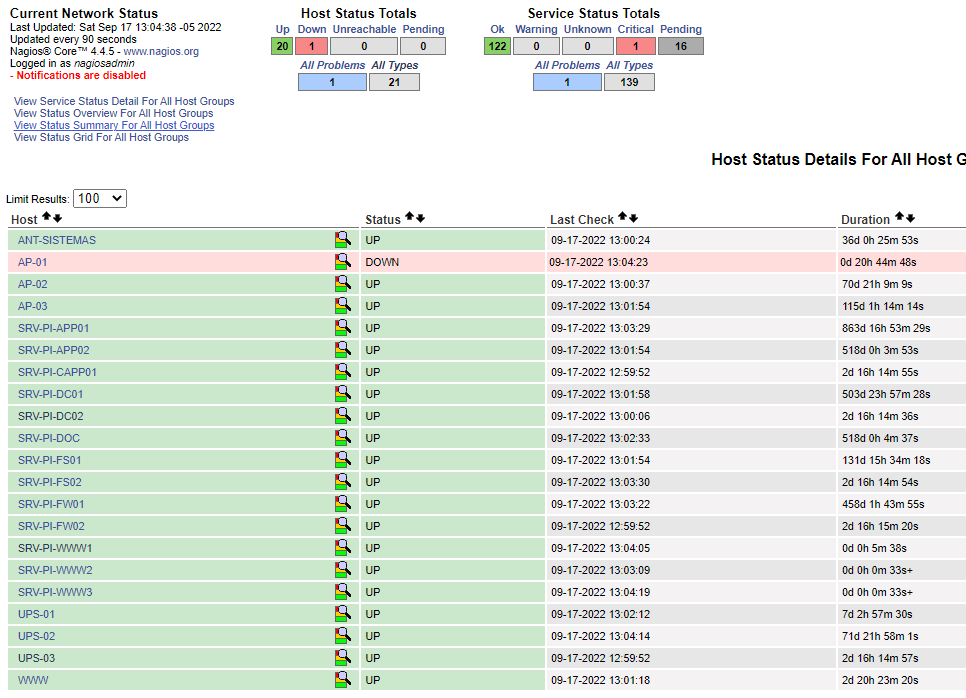 Current Network Status
Last Updated: Sat Sep 17 13:04:38 -05 2022
Updated every 90 seconds
Nagios® Core™ 4.4.5 - www.nagios.org
Logged in as nagiosadmin
- Notifications are disabled
View Service Status Detail For All Host Groups
View Status Overview For All Host Groups
View Status Summary For All Host Groups
View Status Grid For All Host Groups
Host Status Totals
Up Down Unreachable Pending
20 1 0 0
All Problems All Types
1 21
Service Status Totals
Ok Warning Unknown Critical Pending
122 0 0 1 16
All Problems All Types
1 139
Host Status Details For All Host G
Limit Results: 100
Host Status Last Check Duration
ANT-SISTEMAS UP 09-17-2022 13:00:24 36d 0h 25m 53s
AP-01 DOWN 09-17-2022 13:04:23 0d 20h 44m 48s
AP-02 UP 09-17-2022 13:00:37 70d 21h 9m 9s
AP-03 UP 09-17-2022 13:01:54 115d 1h 14m 14s
SRV-PI-APP01 UP 09-17-2022 13:03:29 863d 16h 53m 29s
SRV-PI-APP02 UP 09-17-2022 13:01:54 518d 0h 3m 53s
SRV-PI-CAPP01 UP 09-17-2022 12:59:52 2d 16h 14m 55s
SRV-PI-DC01 UP 09-17-2022 13:01:58 503d 23h 57m 28s
SRV-PI-DC02 UP 09-17-2022 13:00:06 2d 16h 14m 36s
SRV-PI-DOC UP 09-17-2022 13:02:33 518d 0h 4m 37s
SRV-PI-FS01 UP 09-17-2022 13:01:54 131d 15h 34m 18s
SRV-PI-FS02 UP 09-17-2022 13:03:30 2d 16h 14m 54s
SRV-PI-FW01 UP 09-17-2022 13:03:22 458d 1h 43m 55s
SRV-PI-FW02 UP 09-17-2022 12:59:52 2d 16h 15m 20s
SRV-PI-WWW1 UP 09-17-2022 13:04:05 0d 0h 5m 38s
SRV-PI-WWW2 UP 09-17-2022 13:03:09 0d 0h 0m 33s+
SRV-PI-WWW3 UP 09-17-2022 13:04:19 0d 0h 0m 33s+
UPS-01 UP 09-17-2022 13:02:12 7d 2h 57m 30s
UPS-02 UP 09-17-2022 13:04:14 71d 21h 58m 1s
UPS-03 UP 09-17-2022 12:59:52 2d 16h 14m 57s
WWW UP 09-17-2022 13:01:18 2d 20h 23m 20s